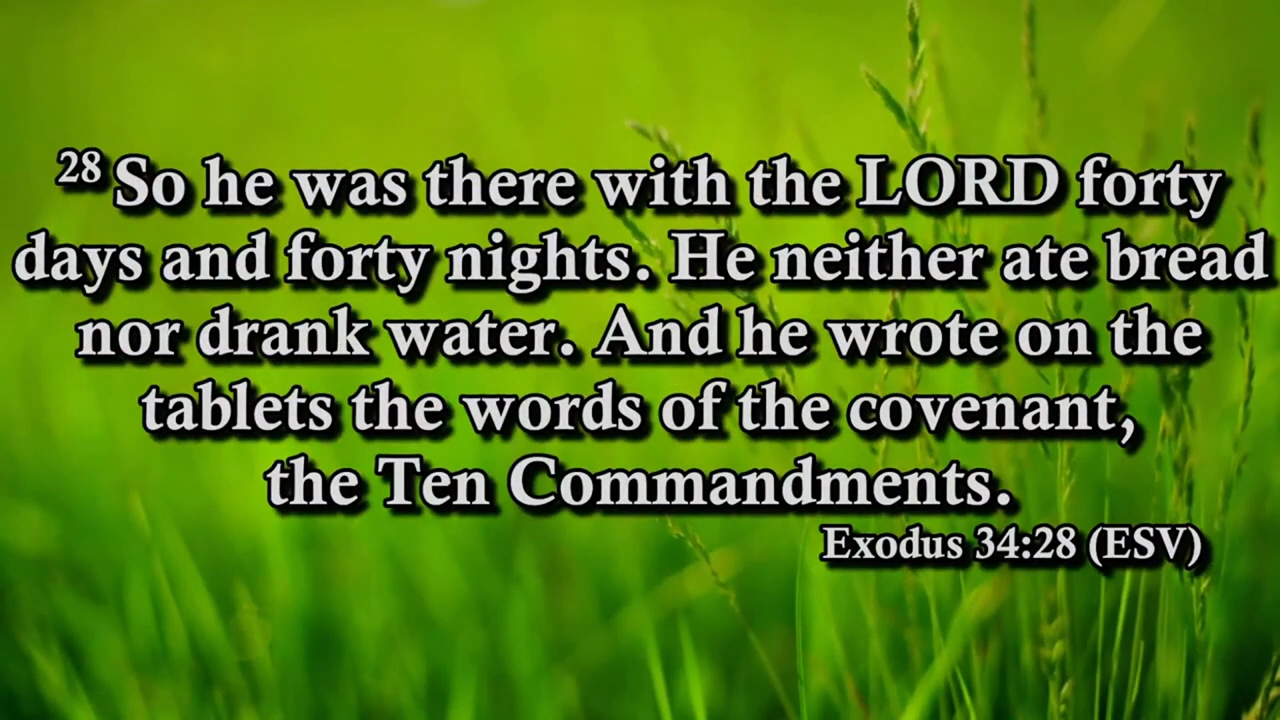 28 So he was there with the LORD forty
days and forty nights. He neither ate bread
nor drank water. And he wrote on the
tablets the words of the covenant,
the Ten Commandments.
Exodus 34:28 (ESV)